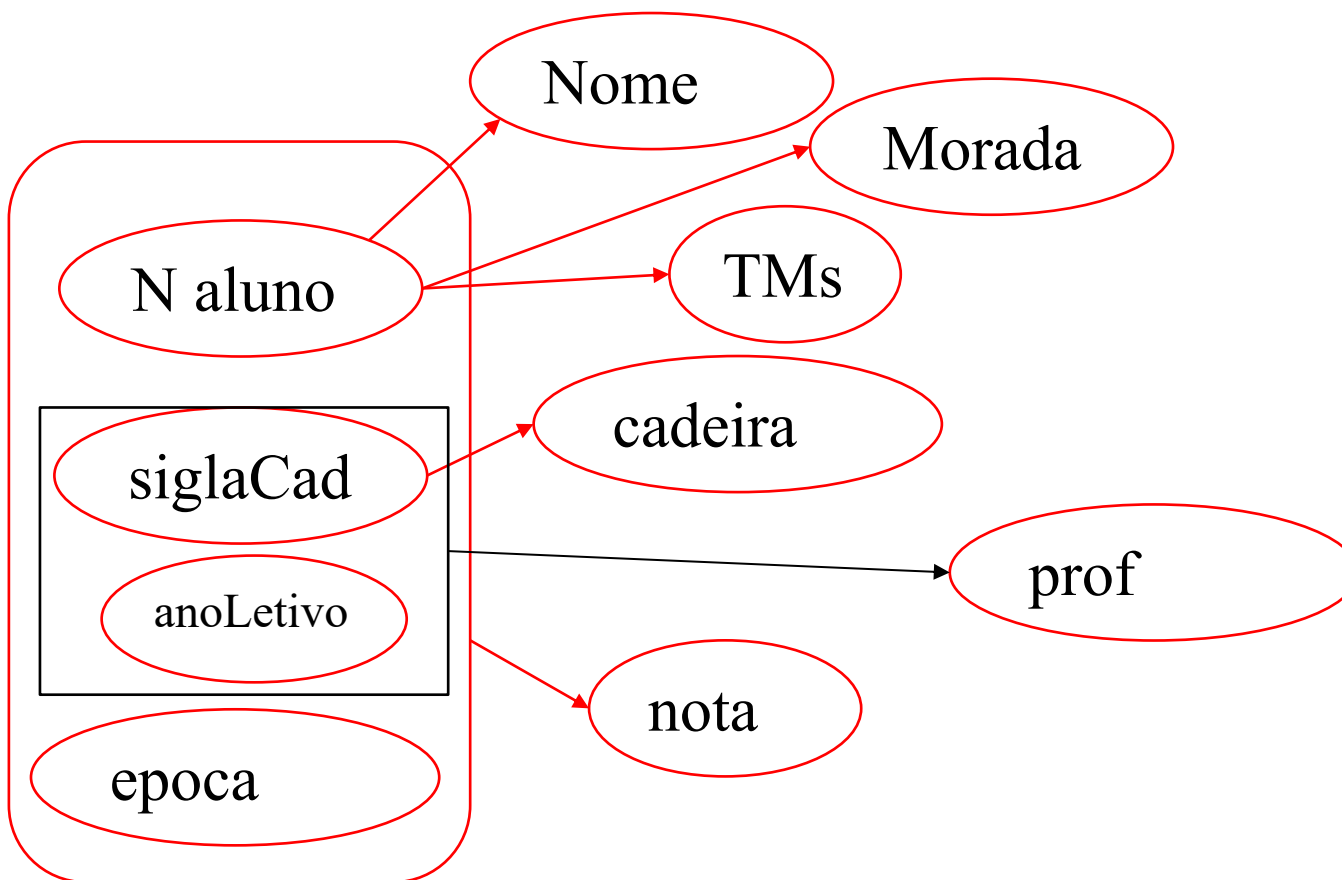 Nome
Morada
N aluno
TMs
cadeira
siglaCad
prof
anoLetivo
nota
epoca